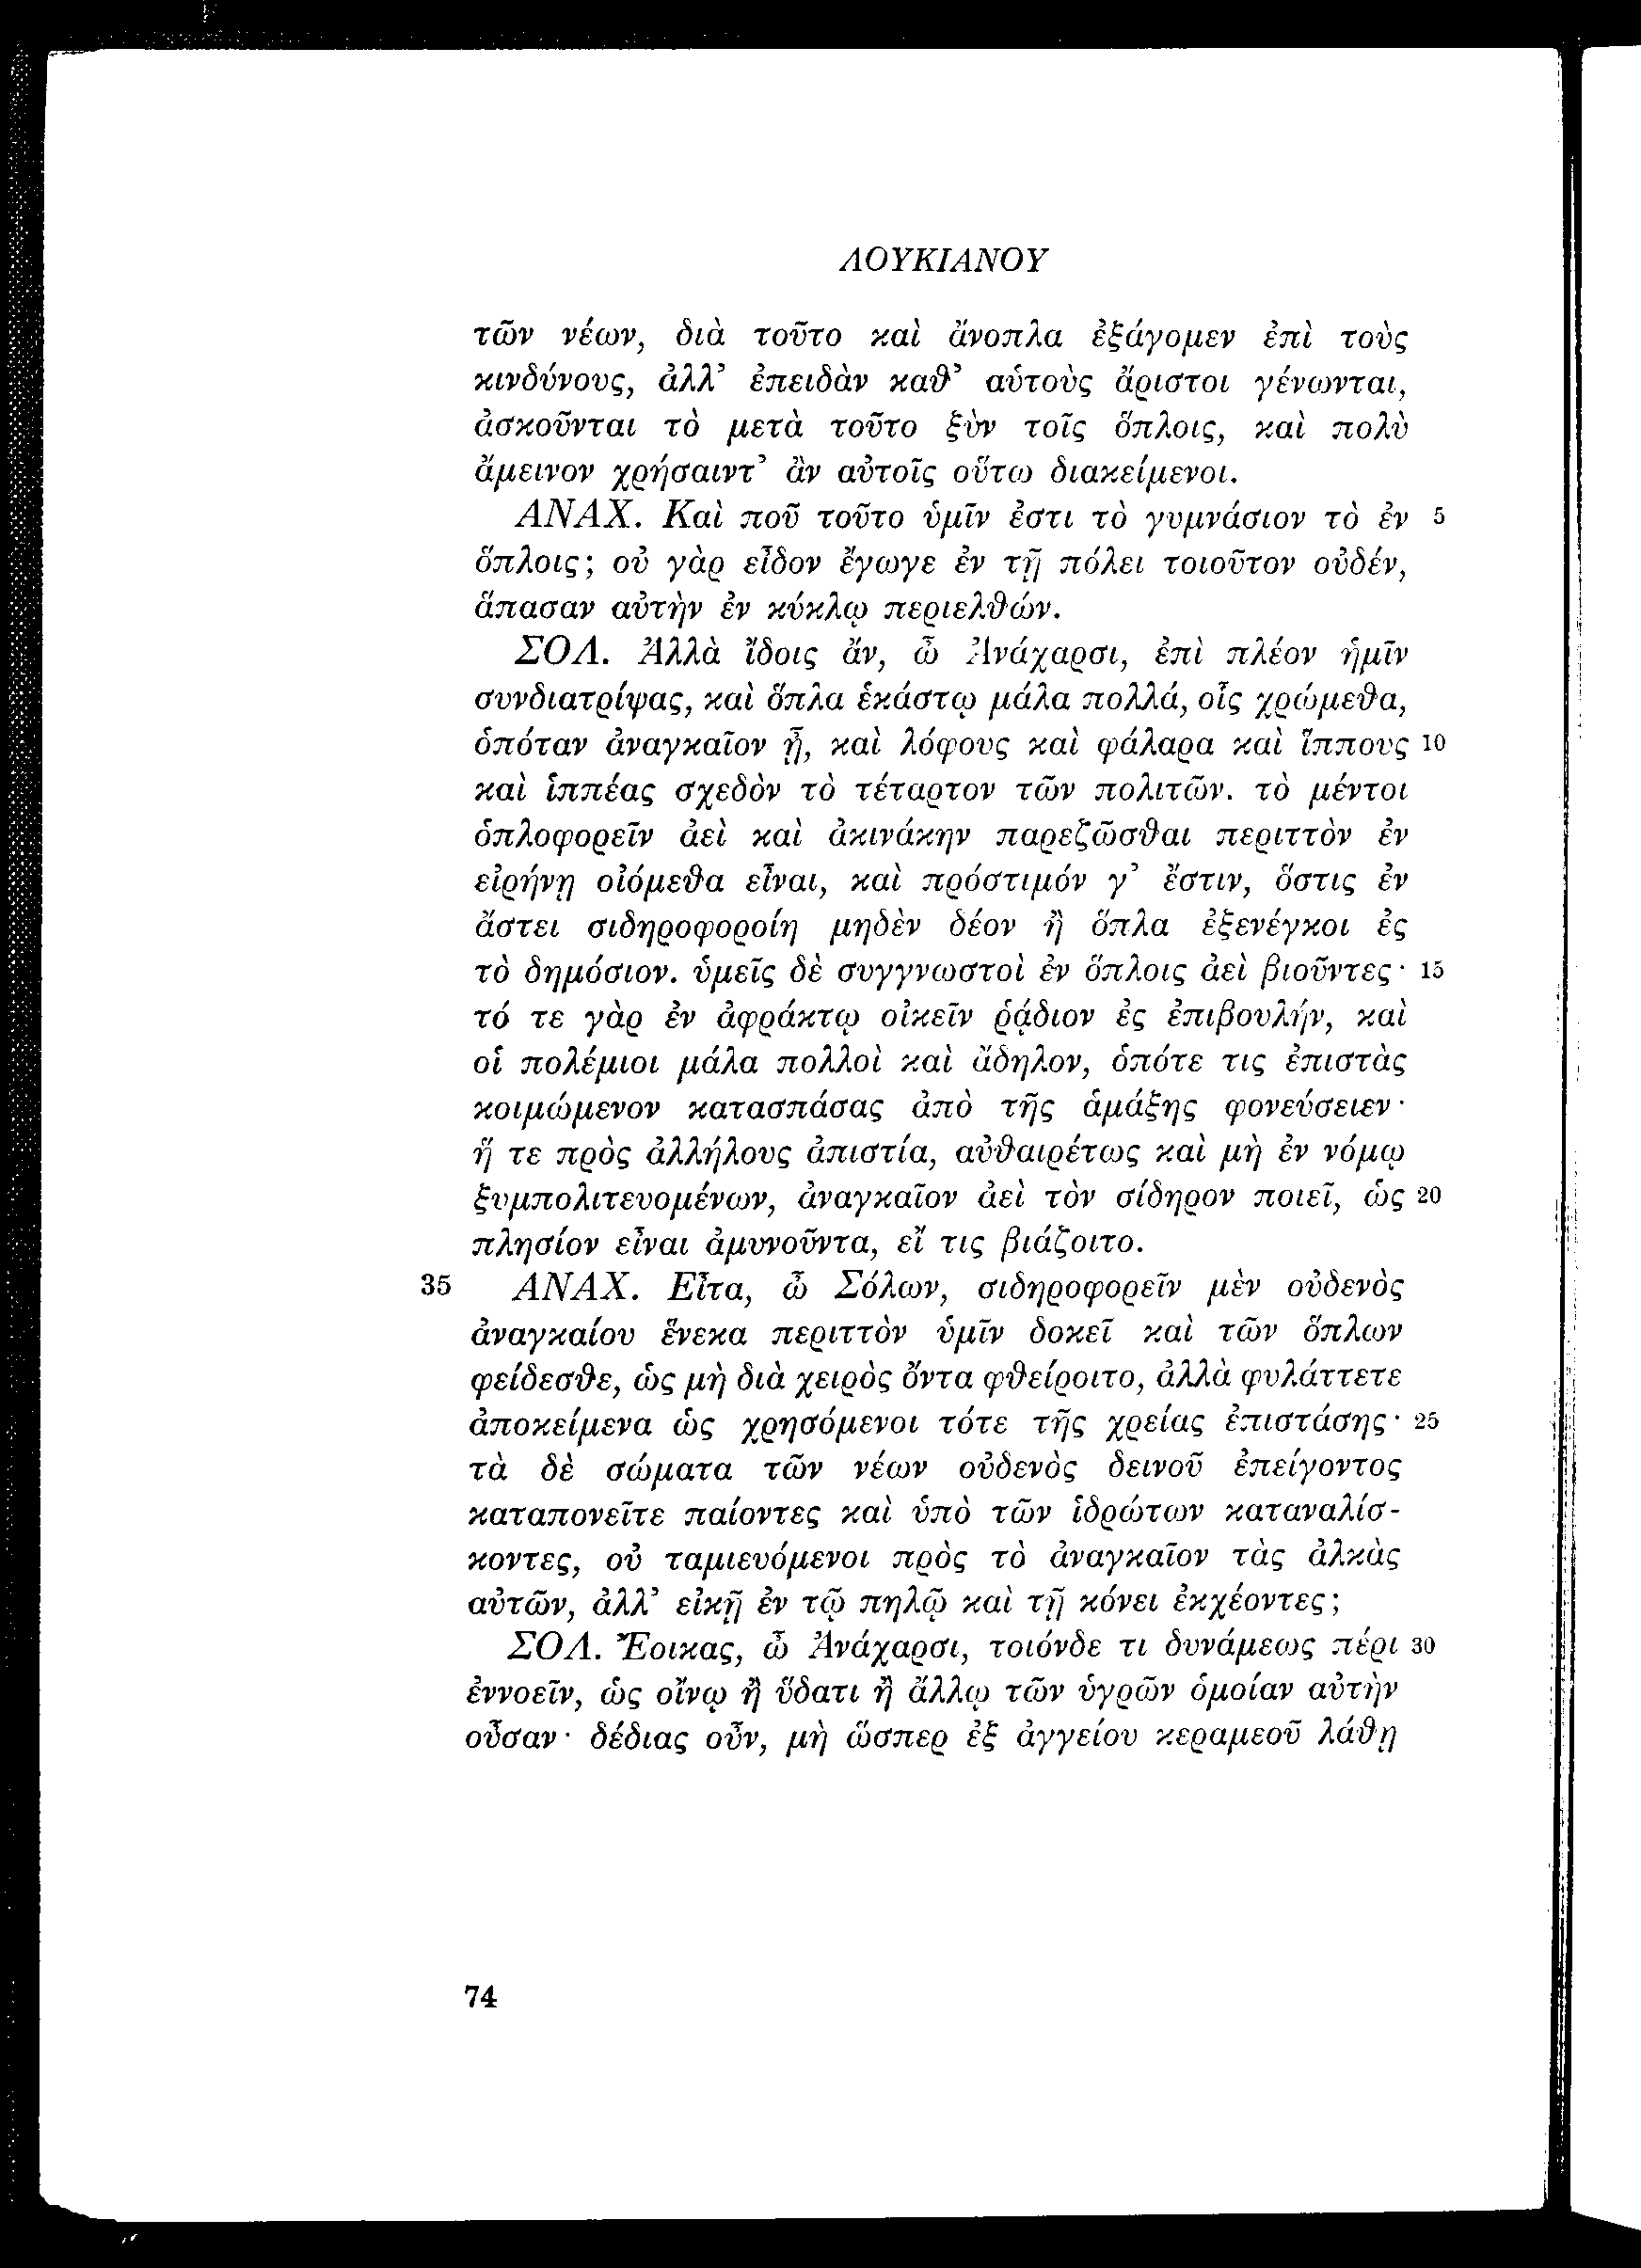 ΛΟΥΚΙΑΝΟΥ
τῶν νέων, διὰ τοῦτο καὶ ἄνοπλα ἐξάγομεν ἐπὶ τοὺς
κινδύνους, ἀλλ’ ἐπειδὰν καθ’ αὑτοὺς ἄριστοι γένωνται,
ἀσκοῦνται τὸ μετὰ τοῦτο ξὺν τοῖς ὅπλοις, καὶ πολὺ
ἄμεινον χρήσαιντ’ ἂν αὐτοῖς οὕτω διακείμενοι.
ΑΝΑΧ. Καὶ ποῦ τοῦτο ὑμῖν ἐστι τὸ γυμνάσιον τὸ ἐν 5
ὅπλοις; οὐ γὰρ εἶδον ἔγωγε ἐν τῇ πόλει τοιοῦτον οὐδέν,
ἅπασαν αὐτὴν ἐν κύκλῳ περιελθών.
ΣΟΛ. Ἀλλὰ ἴδοις ἄν, ὦ Ἀνάχαρσι, ἐπὶ πλέον ἡμῖν
συνδιατρίψας, καὶ ὅπλα ἑκάστῳ μάλα πολλά, οἷς χρώμεθα,
ὁπόταν ἀναγκαῖον ᾖ, καὶ λόφους καὶ φάλαρα καὶ ἵππους 10
καὶ ἱππέας σχεδὸν τὸ τέταρτον τῶν πολιτῶν. τὸ μέντοι
ὁπλοφορεῖν ἀεὶ καὶ ἀκινάκην παρεζῶσθαι περιττὸν ἐν
εἰρήνῃ οἰόμεθα εἶναι, καὶ πρόστιμόν γ’ ἔστιν, ὅστις ἐν
ἄστει σιδηροφοροίη μηδὲν δέον ἢ ὅπλα ἐξενέγκοι ἐς
τὸ δημόσιον. ὑμεῖς δὲ συγγνωστοὶ ἐν ὅπλοις ἀεὶ βιοῦντες· 15
τό τε γὰρ ἐν ἀφράκτῳ οἰκεῖν ῥᾴδιον ἐς ἐπιβουλήν, καὶ
οἱ πολέμιοι μάλα πολλοὶ καὶ ἄδηλον, ὁπότε τις ἐπιστὰς
κοιμώμενον κατασπάσας ἀπὸ τῆς ἁμάξης φονεύσειεν·
ἥ τε πρὸς ἀλλήλους ἀπιστία, αὐθαιρέτως καὶ μὴ ἐν νόμῳ
ξυμπολιτευομένων, ἀναγκαῖον ἀεὶ τὸν σίδηρον ποιεῖ, ὡς 20
πλησίον εἶναι ἀμυνοῦντα, εἴ τις βιάζοιτο.
35 ΑΝΑΧ. Εἶτα, ὦ Σόλων, σιδηροφορεῖν μὲν οὐδενὸς
ἀναγκαίου ἕνεκα περιττὸν ὑμῖν δοκεῖ καὶ τῶν ὅπλων
φείδεσθε, ὡς μὴ διὰ χειρὸς ὄντα φθείροιτο, ἀλλὰ φυλάττετε
ἀποκείμενα ὡς χρησόμενοι τότε τῆς χρείας ἐπιστάσης· 25
τὰ δὲ σώματα τῶν νέων οὐδενὸς δεινοῦ ἐπείγοντος
καταπονεῖτε παίοντες καὶ ὑπὸ τῶν ἱδρώτων καταναλίσ-
κοντες, οὐ ταμιευόμενοι πρὸς τὸ ἀναγκαῖον τὰς ἀλκὰς
αὐτῶν, ἀλλ’ εἰκῇ ἐν τῷ πηλῷ καὶ τῇ κόνει ἐκχέοντες;
ΣΟΛ. Ἔοικας, ὦ Ἀνάχαρσι, τοιόνδε τι δυνάμεως πέρι 30
ἐννοεῖν, ὡς οἴνῳ ἢ ὕδατι ἢ ἄλλῳ τῶν ὑγρῶν ὁμοίαν αὐτὴν
οὖσαν· δέδιας οὖν, μὴ ὥσπερ ἐξ ἀγγείου κεραμεοῦ λάθῃ
74